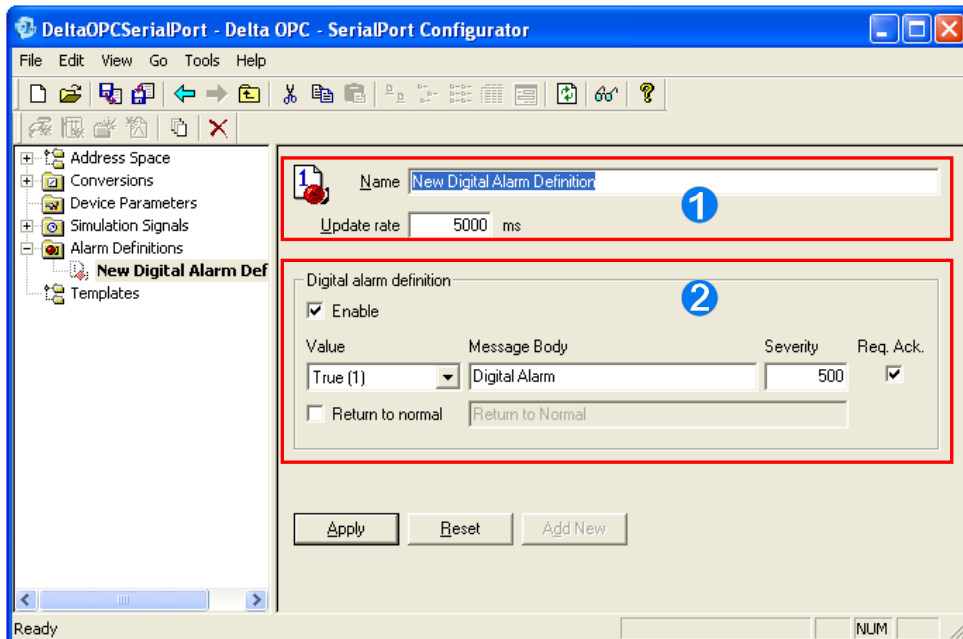 DeltaOPCSerialPort - Delta OPC - SerialPort Configurator
File Edit View Go Tools Help
Address Space
Conversions
Device Parameters
Simulation Signals
Alarm Definitions
New Digital Alarm Def
Templates
1
Name New Digital Alarm Definition
1
Update rate 5000 ms
Digital alarm definition
2
Enable
Value Message Body Severity Req. Ack.
True (1) Digital Alarm 500
Return to normal Return to Normal
Apply Reset Add New
Ready NUM